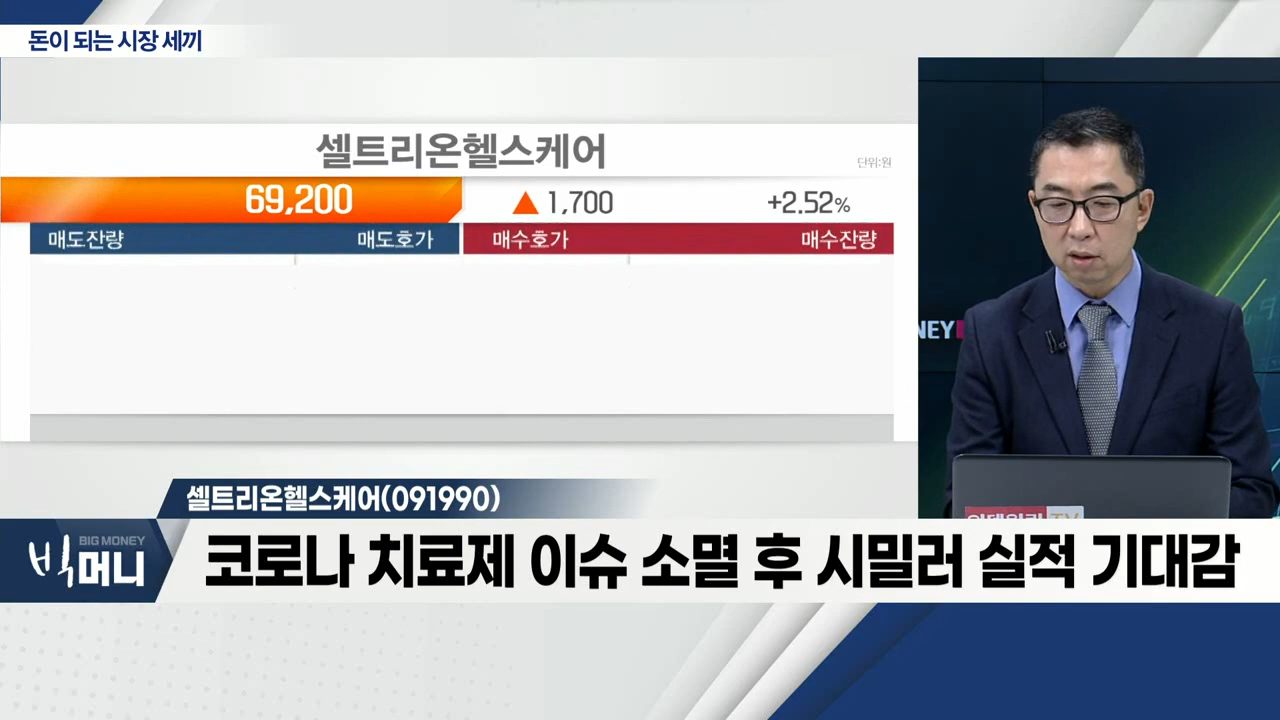 돈이 되는 시장 세끼
셀트리온헬스케어
단위:원
69,200 ▲ 1,700 +2.52%
매도잔량 매도호가 매수호가 매수잔량
셀트리온헬스케어(091990)
BIG MONEY
빅머니
코로나 치료제 이슈 소멸 후 시밀러 실적 기대감